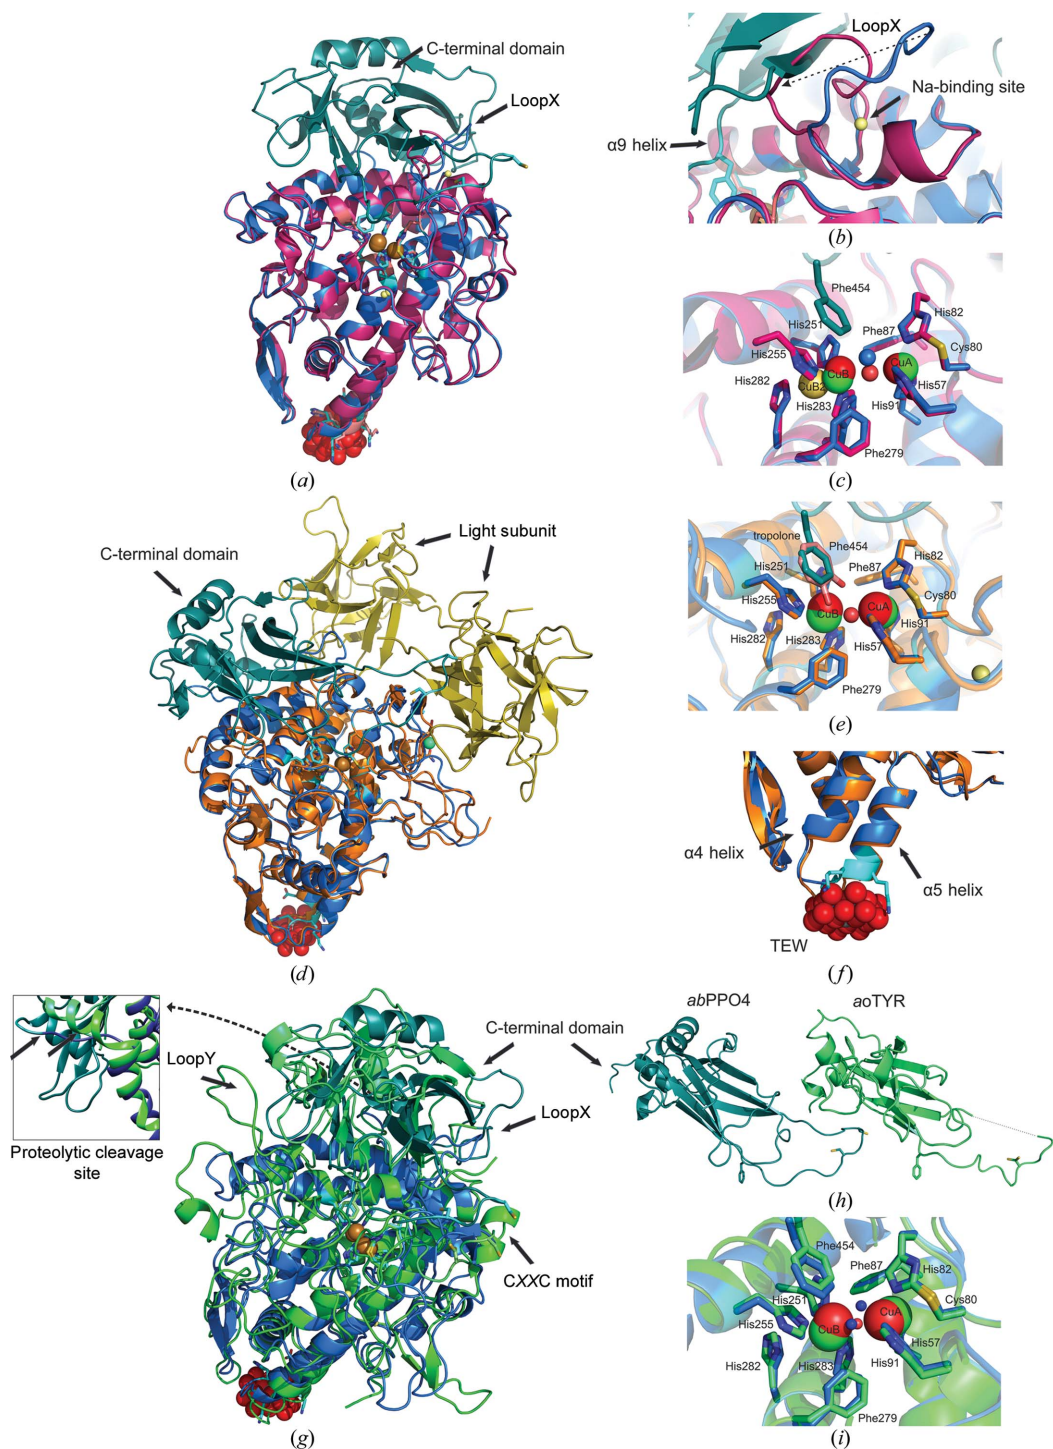 C-terminal domain
LoopX
(a)
LoopX
Na-binding site
α9 helix
(b)
Phe454
His82
His251
Phe87
His255
Cys80
CuB
CuA
His282
CuB2
His57
His283
His91
Phe279
(c)
Light subunit
C-terminal domain
(d)
tropolone
Phe454
His82
His251
Phe87
His255
Cys80
CuB
CuA
His91
His282
His283
His57
Phe279
(e)
α4 helix
α5 helix
TEW
(f)
LoopY
Proteolytic cleavage
site
C-terminal domain
LoopX
CXXC motif
(g)
abPPO4
aoTYR
(h)
Phe454
Phe87
His82
His251
Cys80
CuA
His255
CuB
His57
His282
His283
His91
Phe279
(i)